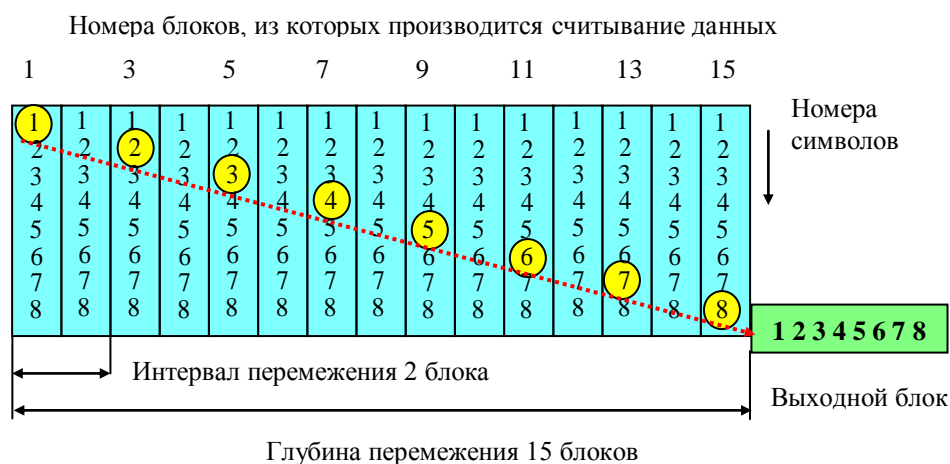 Номера блоков, из которых производится считывание данных
1 3 5 7 9 11 13 15
Номера
символов
1 1 1 1 1 1 1 1 1 1 1 1 1 1 1
2 2 2 2 2 2 2 2 2 2 2 2 2 2 2
3 3 3 3 3 3 3 3 3 3 3 3 3 3 3
4 4 4 4 4 4 4 4 4 4 4 4 4 4 4
5 5 5 5 5 5 5 5 5 5 5 5 5 5 5
6 6 6 6 6 6 6 6 6 6 6 6 6 6 6
7 7 7 7 7 7 7 7 7 7 7 7 7 7 7
8 8 8 8 8 8 8 8 8 8 8 8 8 8 8
1 2 3 4 5 6 7 8
Интервал перемежения 2 блока
Выходной блок
Глубина перемежения 15 блоков